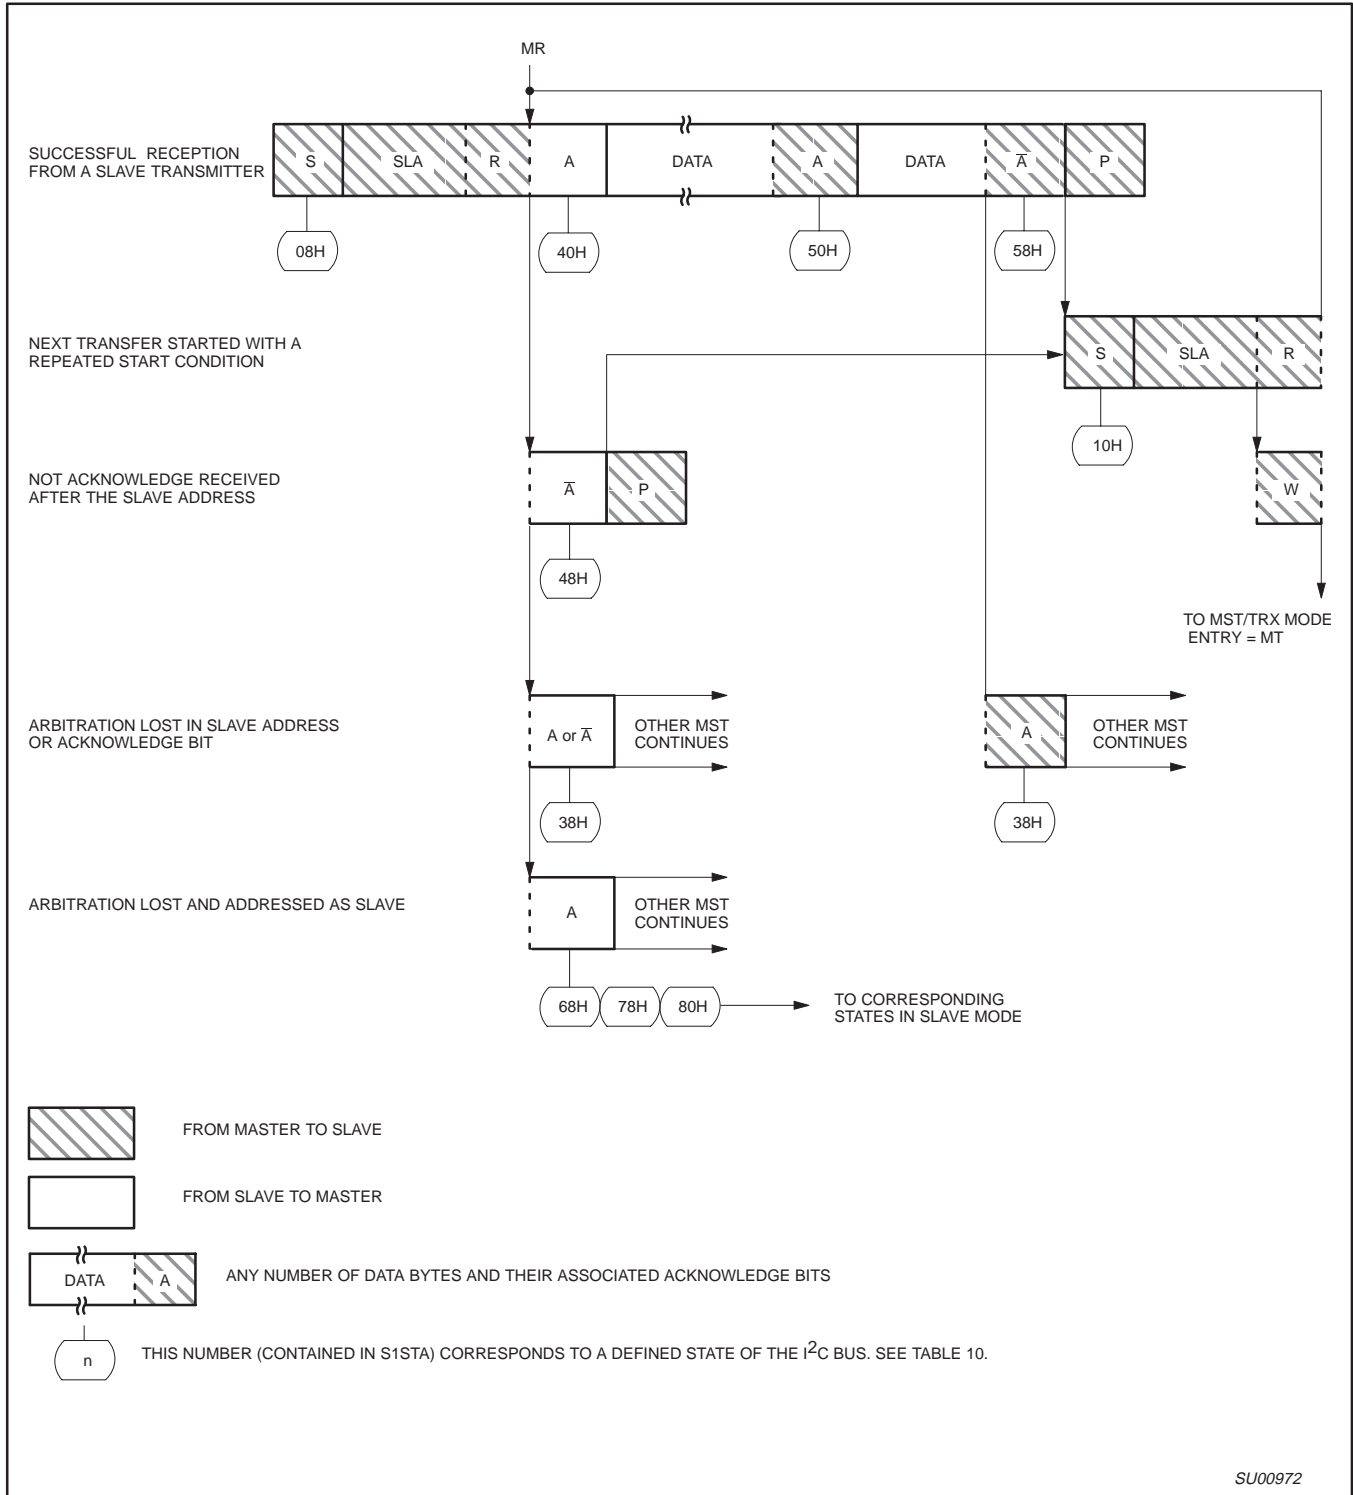 MR
SUCCESSFUL RECEPTION
FROM A SLAVE TRANSMITTER
S SLA R A DATA A DATA A̅ P
08H 40H 50H 58H
NEXT TRANSFER STARTED WITH A
REPEATED START CONDITION
S SLA R
10H
NOT ACKNOWLEDGE RECEIVED
AFTER THE SLAVE ADDRESS
A̅ P W
48H
TO MST/TRX MODE
ENTRY = MT
ARBITRATION LOST IN SLAVE ADDRESS
OR ACKNOWLEDGE BIT
A or A̅
OTHER MST
CONTINUES
A
OTHER MST
CONTINUES
38H 38H
ARBITRATION LOST AND ADDRESSED AS SLAVE
A
OTHER MST
CONTINUES
68H 78H 80H
TO CORRESPONDING
STATES IN SLAVE MODE
FROM MASTER TO SLAVE
FROM SLAVE TO MASTER
DATA A ANY NUMBER OF DATA BYTES AND THEIR ASSOCIATED ACKNOWLEDGE BITS
n THIS NUMBER (CONTAINED IN S1STA) CORRESPONDS TO A DEFINED STATE OF THE I²C BUS. SEE TABLE 10.
SU00972